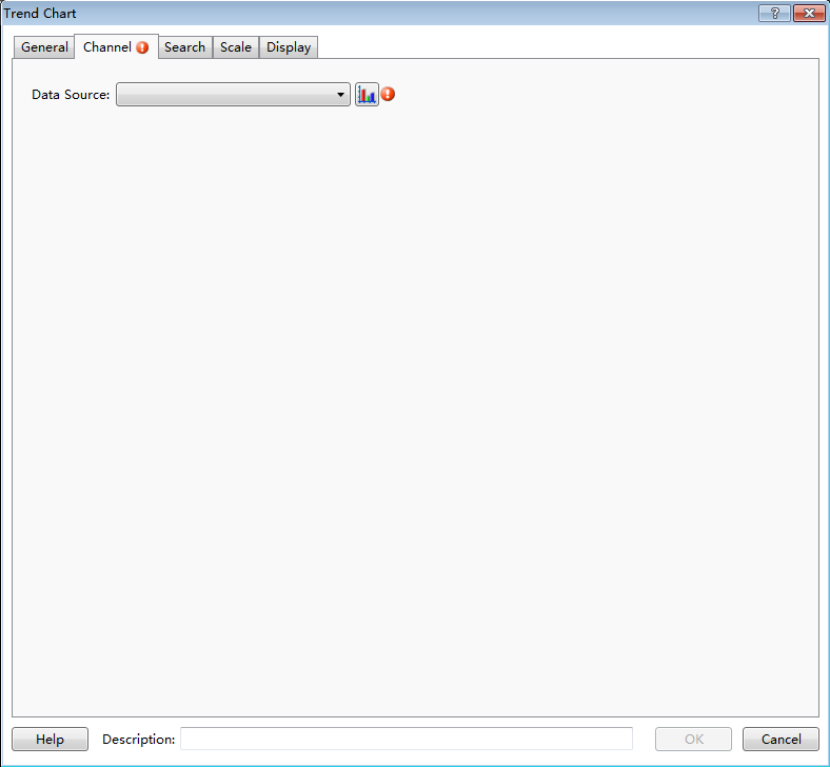 Trend Chart
General Channel Search Scale Display
Data Source:
Help Description: OK Cancel